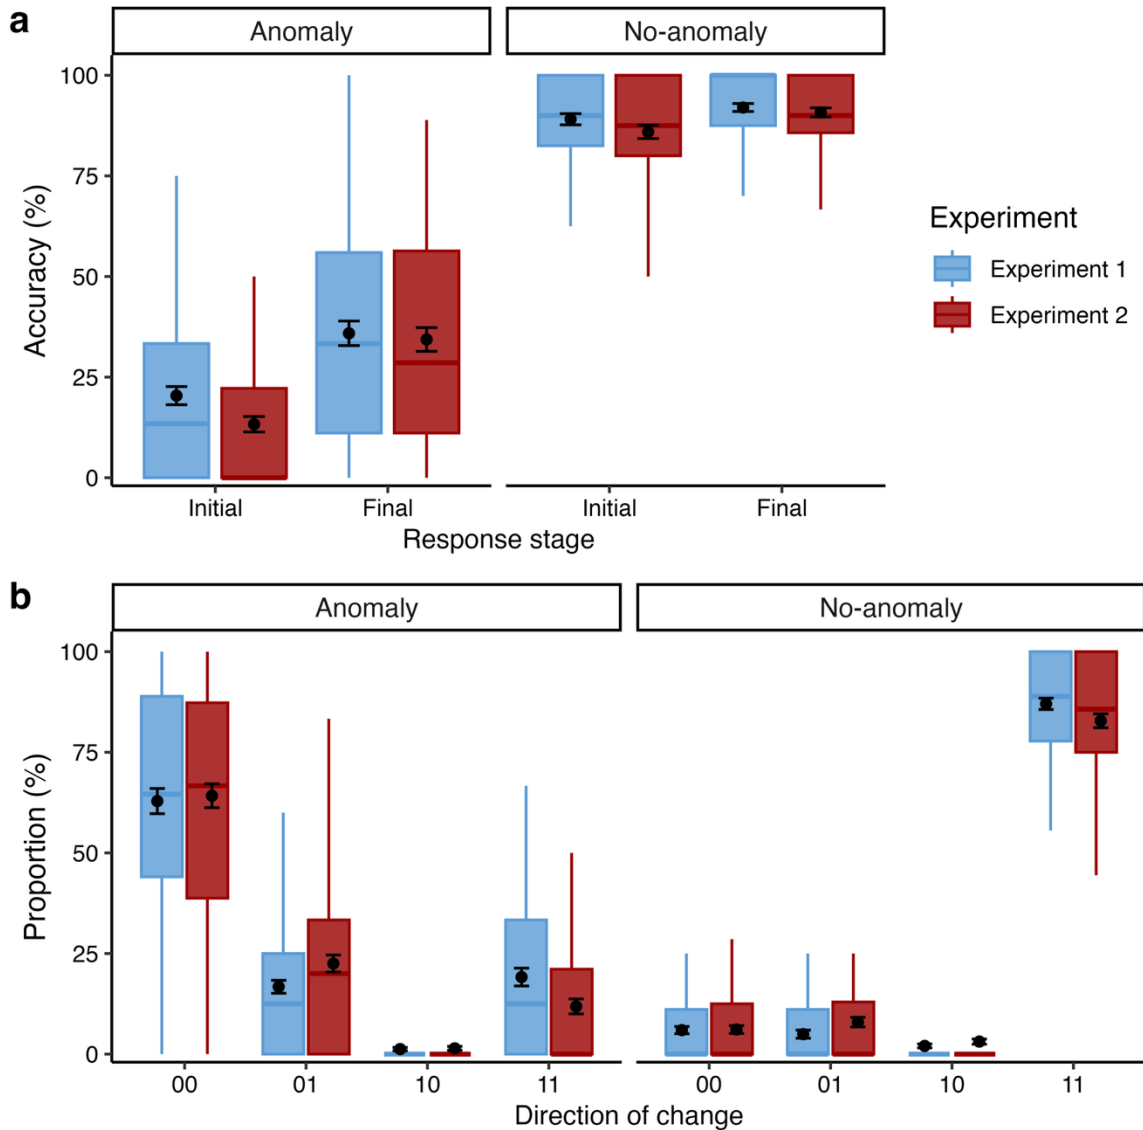 a
Anomaly
No-anomaly
100
75
50
25
0
Accuracy (%)
Initial
Final
Initial
Final
Response stage
Experiment
Experiment 1
Experiment 2
b
Anomaly
No-anomaly
100
75
50
25
0
Proportion (%)
00
01
10
11
00
01
10
11
Direction of change